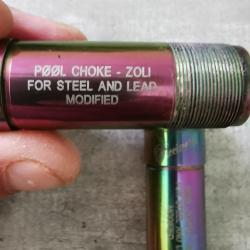 PØØL CHOKE - ZOLI
FOR STEEL AND LEAD
MODIFIED